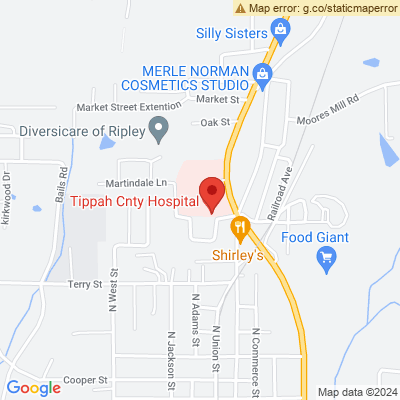 Map error: g.co/staticmaperror
Silly Sisters
MERLE NORMAN
COSMETICS STUDIO
Market St
Market Street Extention
Moores Mill Rd
Oak St
Diversicare of Ripley
Kirkwood Dr
Bails Rd
Martindale Ln
Railroad Ave
Tippah Cnty Hospital
Food Giant
Shirley's
Terry St
N West St
N Adams St
N Jackson St
N Union St
N Commerce St
Cooper St
Google
Map data ©2024